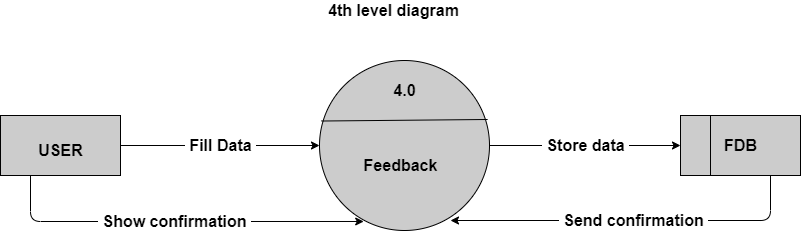 4th level diagram
4.0
USER
Fill Data
Feedback
Store data
FDB
Show confirmation
Send confirmation